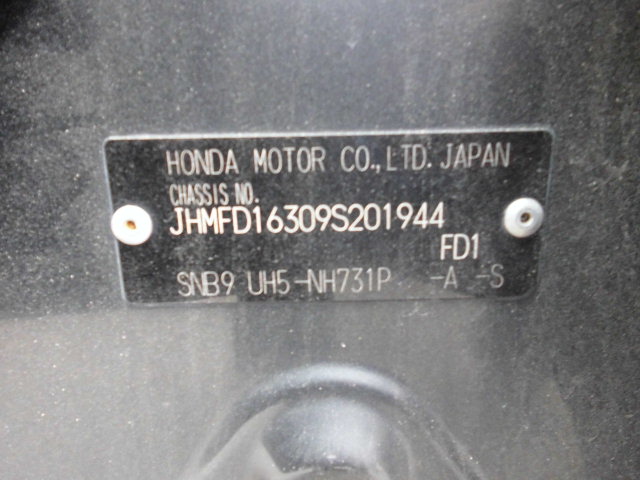 HONDA MOTOR CO.,LTD. JAPAN
CHASSIS NO.
JHMFD16309S201944
FD1
SNB9 UH5-NH731P -A -S